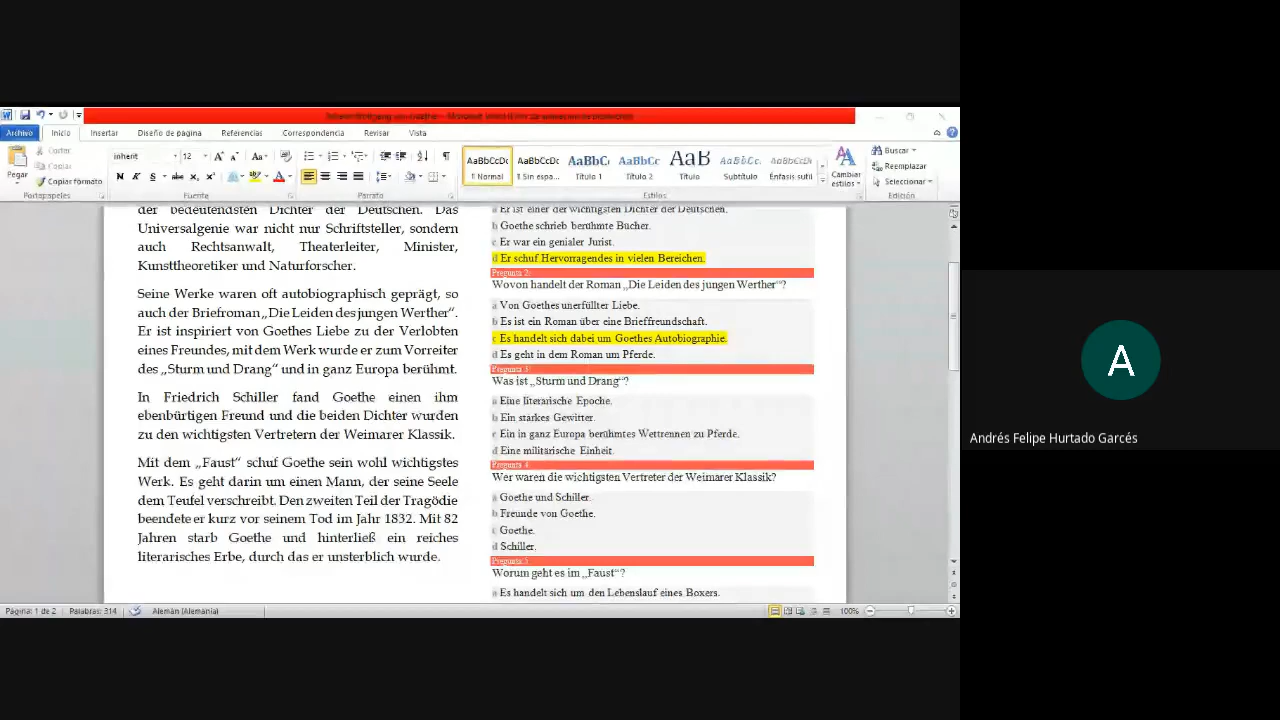 Archivo Inicio Insertar Diseño de página Referencias Correspondencia Revisar Vista
Pegar
Cortar
Copiar
Copiar formato
Portapapeles
Inherit 12
N K S abc
Fuente
Párrafo
AaBbCcDc AaBbCcDc AaBbC AaBbCc AaB AaBbCc. AaBbCcDc
¶ Normal ¶ Sin espa... Título 1 Título 2 Título Subtítulo Énfasis sutil
Cambiar estilos
Estilos
Buscar
Reemplazar
Seleccionar
Edición
der bedeutendsten Dichter der Deutschen. Das
Universalgenie war nicht nur Schriftsteller, sondern
auch Rechtsanwalt, Theaterleiter, Minister,
Kunsttheoretiker und Naturforscher.
Seine Werke waren oft autobiographisch geprägt, so
auch der Briefroman „Die Leiden des jungen Werther“.
Er ist inspiriert von Goethes Liebe zu der Verlobten
eines Freundes, mit dem Werk wurde er zum Vorreiter
des „Sturm und Drang“ und in ganz Europa berühmt.
In Friedrich Schiller fand Goethe einen ihm
ebenbürtigen Freund und die beiden Dichter wurden
zu den wichtigsten Vertretern der Weimarer Klassik.
Mit dem „Faust“ schuf Goethe sein wohl wichtigstes
Werk. Es geht darin um einen Mann, der seine Seele
dem Teufel verschreibt. Den zweiten Teil der Tragödie
beendete er kurz vor seinem Tod im Jahr 1832. Mit 82
Jahren starb Goethe und hinterließ ein reiches
literarisches Erbe, durch das er unsterblich wurde.
a Er ist einer der wichtigsten Dichter der Deutschen.
b Goethe schrieb berühmte Bücher.
c Er war ein genialer Jurist.
d Er schuf Hervorragendes in vielen Bereichen.
Pregunta 2:
Wovon handelt der Roman „Die Leiden des jungen Werther“?
a Von Goethes unerfüllter Liebe.
b Es ist ein Roman über eine Brieffreundschaft.
c Es handelt sich dabei um Goethes Autobiographie.
d Es geht in dem Roman um Pferde.
Pregunta 3:
Was ist „Sturm und Drang“?
a Eine literarische Epoche.
b Ein starkes Gewitter.
c Ein in ganz Europa berühmtes Wettrennen zu Pferde.
d Eine militärische Einheit.
Pregunta 4:
Wer waren die wichtigsten Vertreter der Weimarer Klassik?
a Goethe und Schiller.
b Freunde von Goethe.
c Goethe.
d Schiller.
Pregunta 5:
Worum geht es im „Faust“?
a Es handelt sich um den Lebenslauf eines Boxers.
Página: 1 de 2 Palabras: 314 Alemán (Alemania) 100%
A
Andrés Felipe Hurtado Garcés